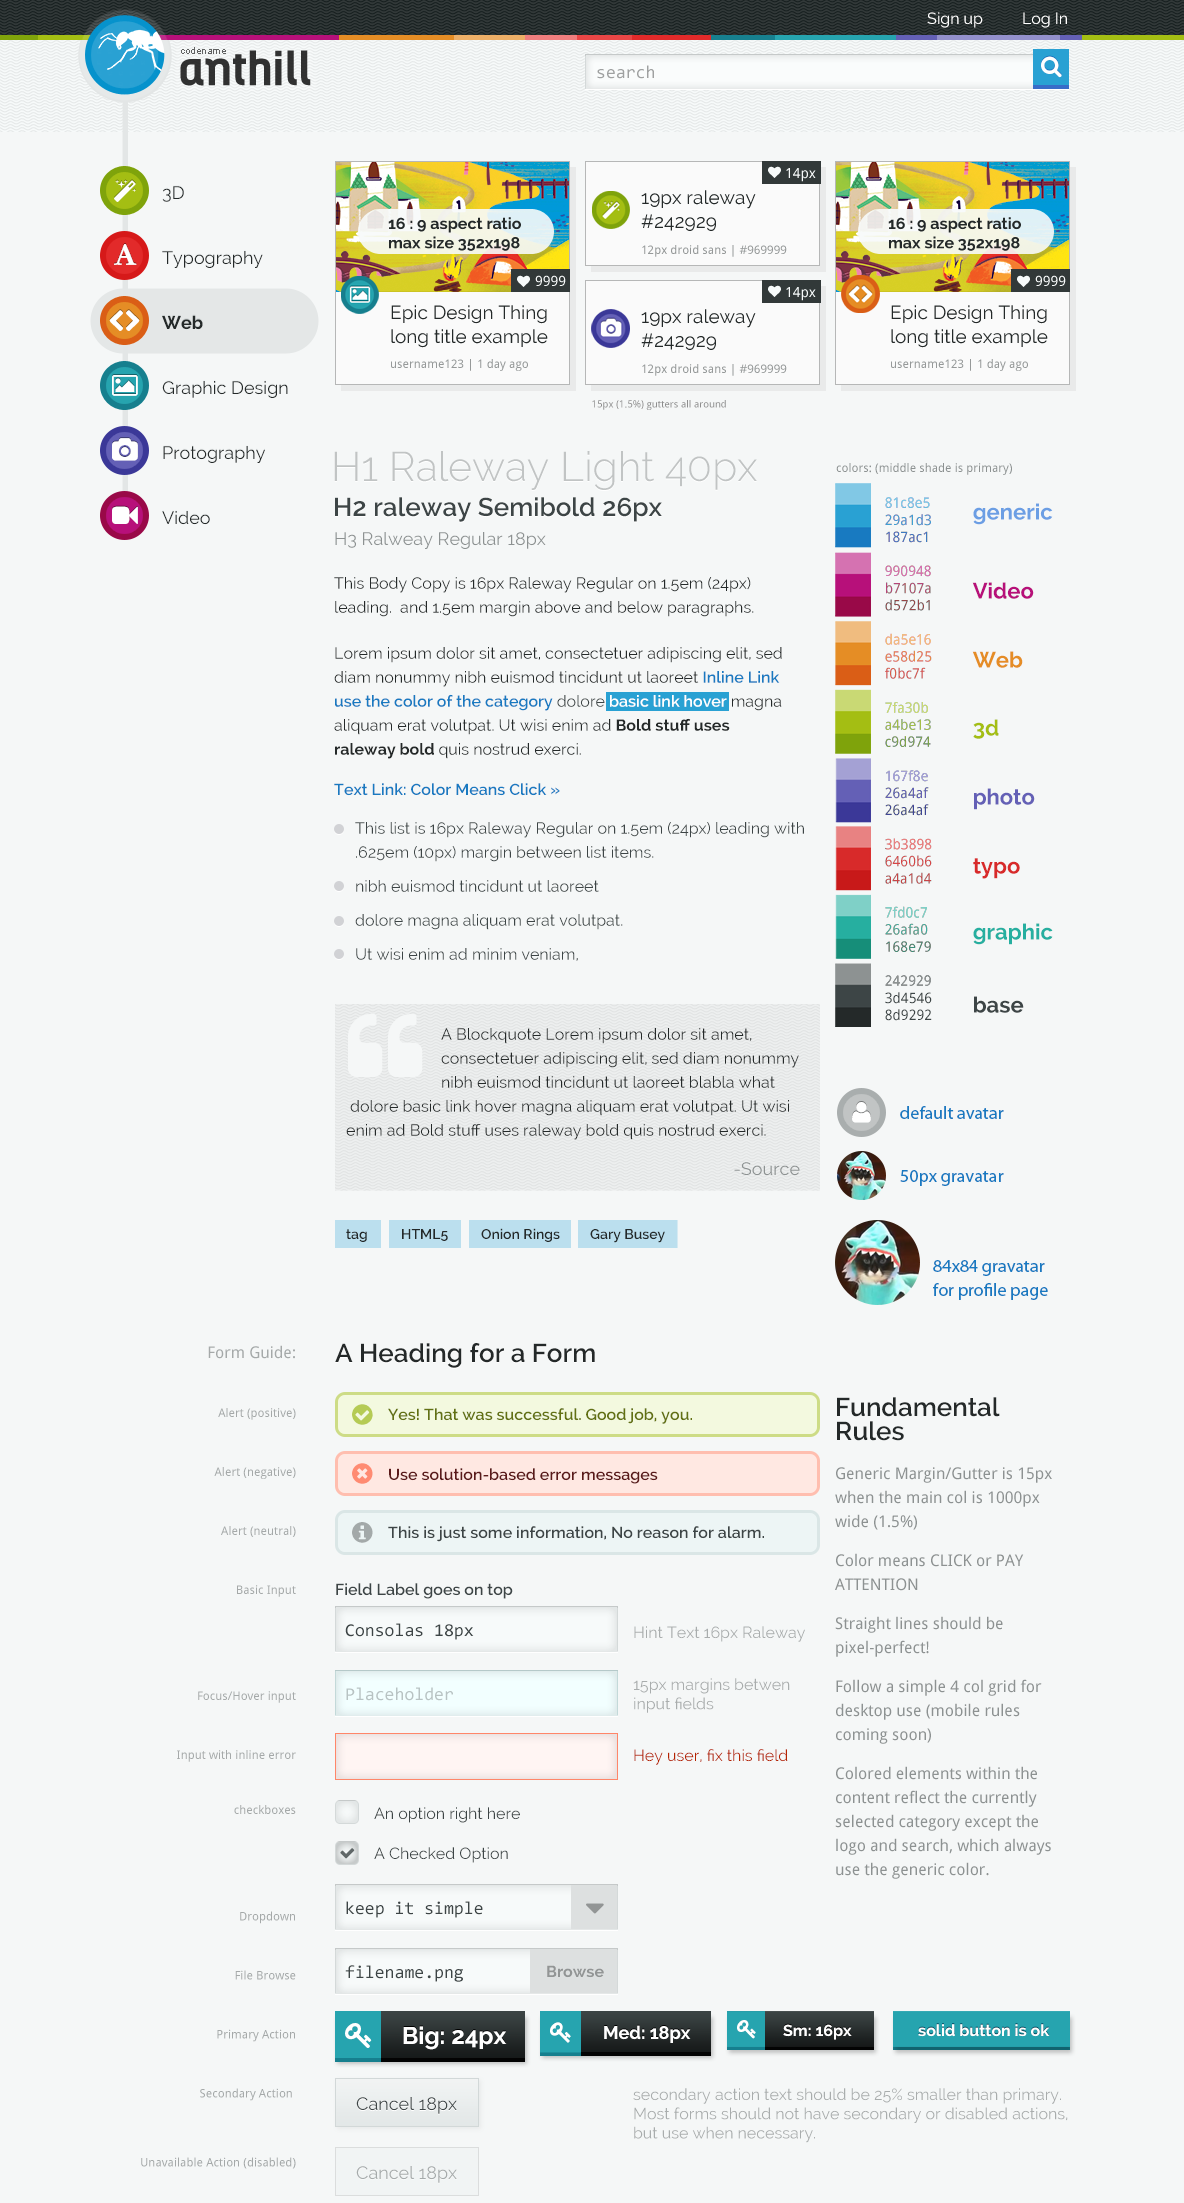 Sign up
Log In
codename
anthill
search
3D
Typography
Web
Graphic Design
Protography
Video
16 : 9 aspect ratio
max size 352x198
9999
Epic Design Thing
long title example
username123 | 1 day ago
14px
19px raleway
#242929
12px droid sans | #969999
14px
19px raleway
#242929
12px droid sans | #969999
15px (1.5%) gutters all around
16 : 9 aspect ratio
max size 352x198
9999
Epic Design Thing
long title example
username123 | 1 day ago
H1 Raleway Light 40px
H2 raleway Semibold 26px
H3 Ralweay Regular 18px
This Body Copy is 16px Raleway Regular on 1.5em (24px)
leading.  and 1.5em margin above and below paragraphs.
Lorem ipsum dolor sit amet, consectetuer adipiscing elit, sed
diam nonummy nibh euismod tincidunt ut laoreet Inline Link
use the color of the category dolore basic link hover magna
aliquam erat volutpat. Ut wisi enim ad Bold stuff uses
raleway bold quis nostrud exerci.
Text Link: Color Means Click »
This list is 16px Raleway Regular on 1.5em (24px) leading with
.625em (10px) margin between list items.
nibh euismod tincidunt ut laoreet
dolore magna aliquam erat volutpat.
Ut wisi enim ad minim veniam,
A Blockquote Lorem ipsum dolor sit amet,
consectetuer adipiscing elit, sed diam nonummy
nibh euismod tincidunt ut laoreet blabla what
dolore basic link hover magna aliquam erat volutpat. Ut wisi
enim ad Bold stuff uses raleway bold quis nostrud exerci.
-Source
tag
HTML5
Onion Rings
Gary Busey
colors: (middle shade is primary)
81c8e5
29a1d3
187ac1
generic
990948
b7107a
d572b1
Video
da5e16
e58d25
f0bc7f
Web
7fa30b
a4be13
c9d974
3d
167f8e
26a4af
26a4af
photo
3b3898
6460b6
a4a1d4
typo
7fd0c7
26afa0
168e79
graphic
242929
3d4546
8d9292
base
default avatar
50px gravatar
84x84 gravatar
for profile page
Form Guide:
A Heading for a Form
Alert (positive)
Yes! That was successful. Good job, you.
Alert (negative)
Use solution-based error messages
Alert (neutral)
This is just some information, No reason for alarm.
Basic Input
Field Label goes on top
Consolas 18px
Hint Text 16px Raleway
Focus/Hover input
Placeholder
15px margins betwen
input fields
Input with inline error
Hey user, fix this field
checkboxes
An option right here
A Checked Option
Dropdown
keep it simple
File Browse
filename.png
Browse
Fundamental
Rules
Generic Margin/Gutter is 15px
when the main col is 1000px
wide (1.5%)
Color means CLICK or PAY
ATTENTION
Straight lines should be
pixel-perfect!
Follow a simple 4 col grid for
desktop use (mobile rules
coming soon)
Colored elements within the
content reflect the currently
selected category except the
logo and search, which always
use the generic color.
Primary Action
Big: 24px
Med: 18px
Sm: 16px
solid button is ok
Secondary Action
Cancel 18px
secondary action text should be 25% smaller than primary.
Most forms should not have secondary or disabled actions,
but use when necessary.
Unavailable Action (disabled)
Cancel 18px